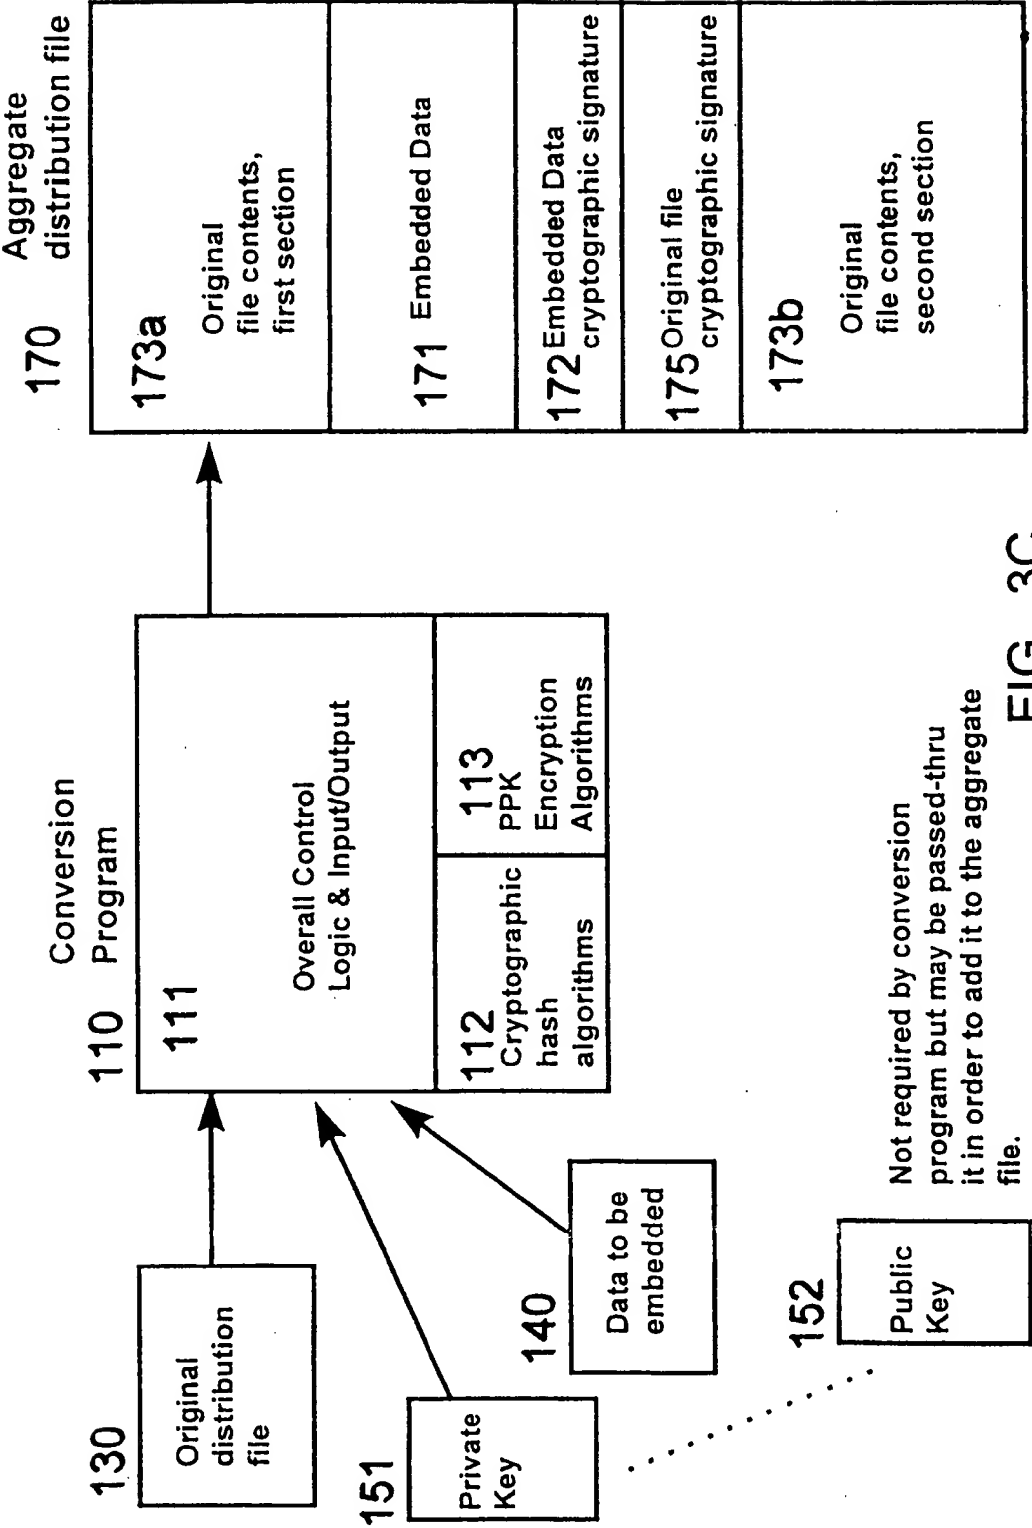 130
Original
distribution
file
151
Private
Key
140
Data to be
embedded
152
Public
Key
Not required by conversion
program but may be passed-thru
it in order to add it to the aggregate
file.
Conversion
110 Program
111
Overall Control
Logic & Input/Output
112
Cryptographic
hash
algorithms
113
PPK
Encryption
Algorithms
170
Aggregate
distribution file
173a
Original
file contents,
first section
171 Embedded Data
172 Embedded Data
cryptographic signature
175 Original file
cryptographic signature
173b
Original
file contents,
second section
FIG 3C